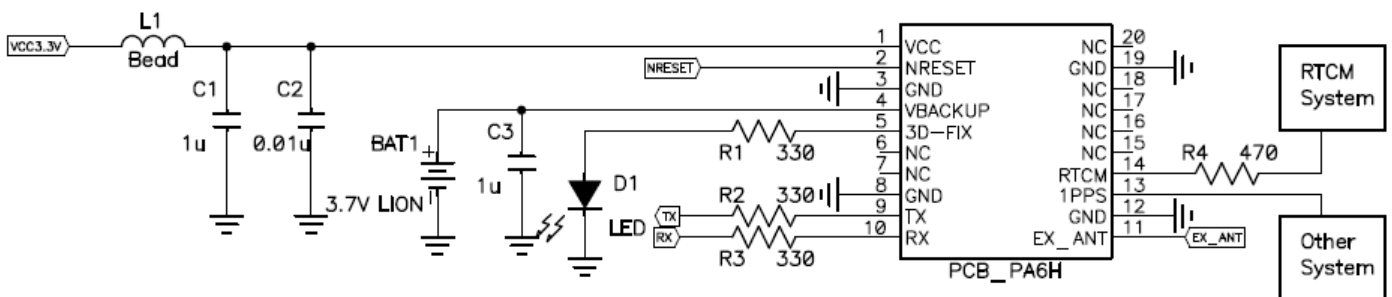 L1
VCC3.3V
Bead
C1
C2
1u
0.01u
NRESET
BAT1
+
3.7V LION
C3
1u
D1
LED
R1
330
R2
330
TX
RX
R3
330
1
VCC
2
NRESET
3
GND
4
VBACKUP
5
3D-FIX
6
NC
7
NC
8
GND
9
TX
10
RX
NC
20
GND
19
NC
18
NC
17
NC
16
NC
15
RTCM
14
1PPS
13
GND
12
EX_ANT
11
PCB_PA6H
R4
470
EX_ANT
RTCM
System
Other
System